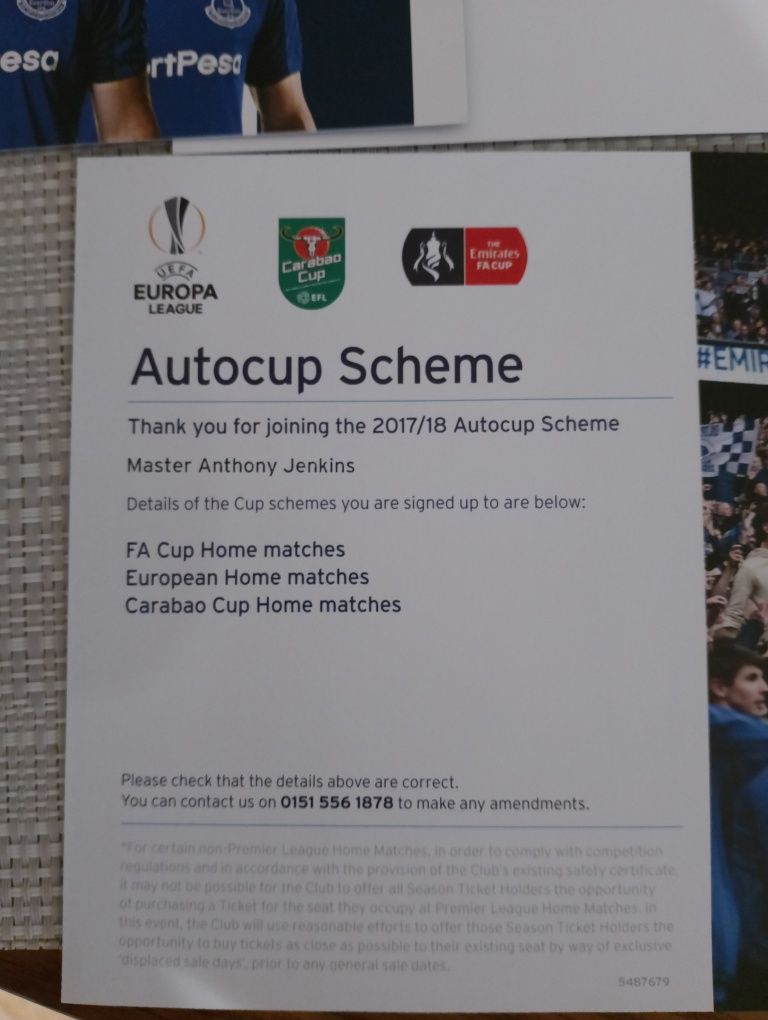 esa
rtPesa
UEFA
EUROPA
LEAGUE
Carabao
Cup
EFL
THE
Emirates
FA CUP
#EMIR
Autocup Scheme
Thank you for joining the 2017/18 Autocup Scheme
Master Anthony Jenkins
Details of the Cup schemes you are signed up to are below:
FA Cup Home matches
European Home matches
Carabao Cup Home matches
Please check that the details above are correct.
You can contact us on 0151 556 1878 to make any amendments.
*For certain non-Premier League Home Matches, in order to comply with competition
regulations and in accordance with the provision of the Club's existing safety certificate,
it may not be possible for the Club to offer all Season Ticket Holders the opportunity
of purchasing a Ticket for the seat they occupy at Premier League Home Matches. In
this event, the Club will use reasonable efforts to offer those Season Ticket Holders the
opportunity to buy tickets as close as possible to their existing seat by way of exclusive
'displaced sale days', prior to any general sale dates.
5487679